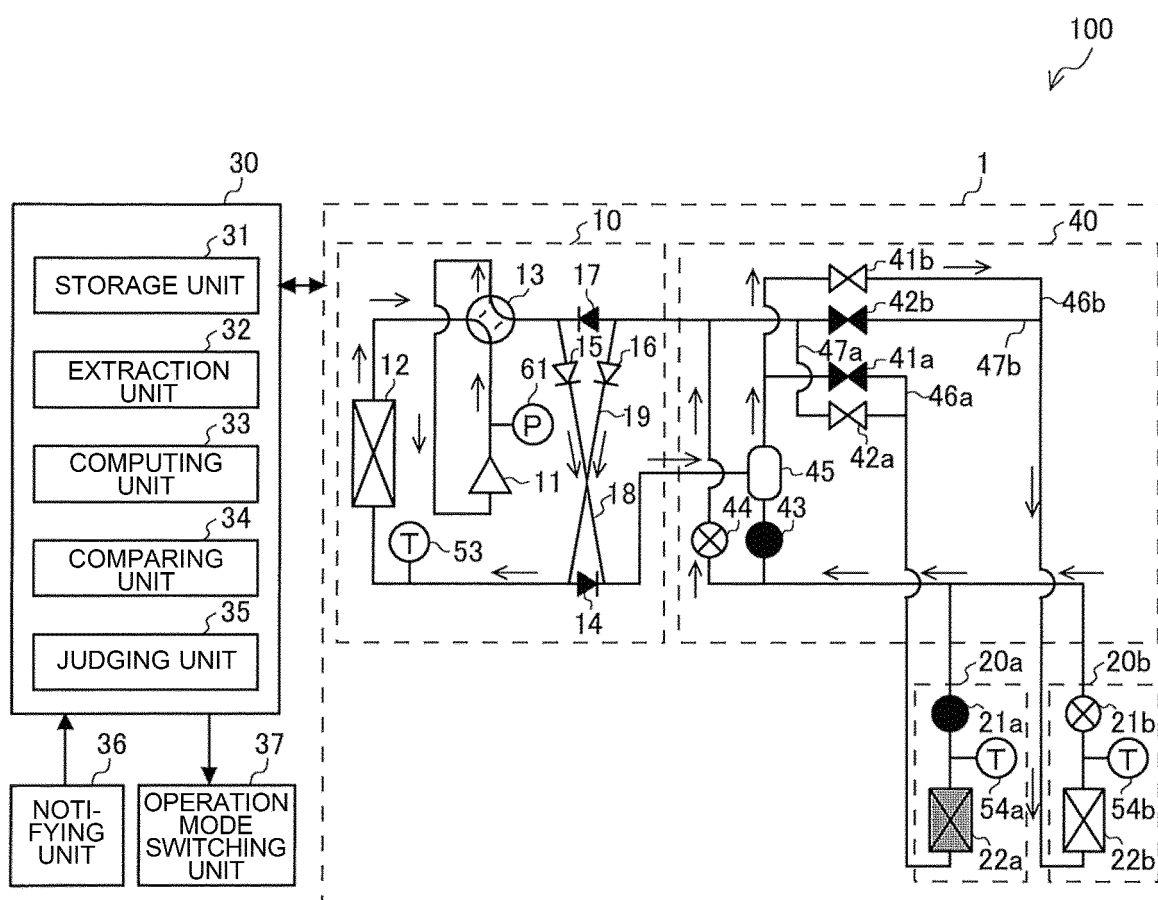 100
30
1
31
10
40
STORAGE UNIT
41b
13
17
42b
46b
32
15
16
47a
41a
47b
EXTRACTION
UNIT
12
61
46a
P
19
42a
33
COMPUTING
UNIT
11
45
18
44
43
34
T
53
COMPARING
UNIT
14
35
JUDGING UNIT
20a
20b
21a
21b
36
37
T
T
NOTI-
FYING
UNIT
OPERATION
MODE
SWITCHING
UNIT
54a
54b
22a
22b